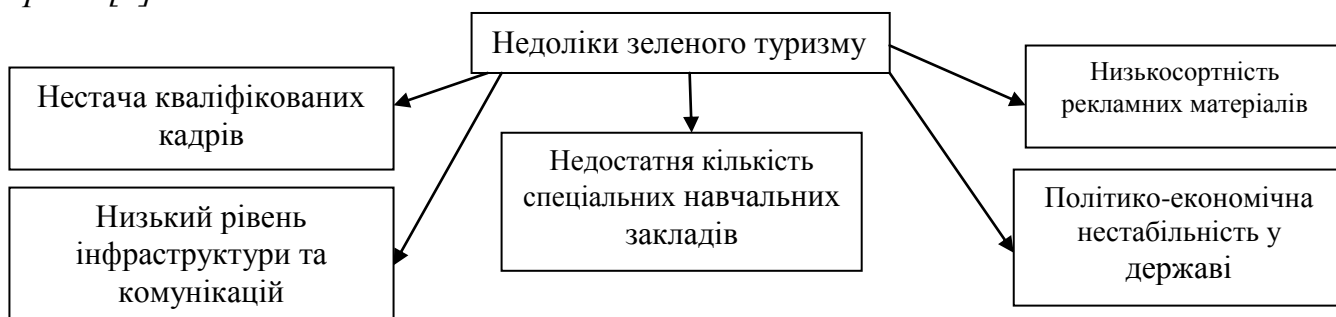 Недоліки зеленого туризму
Нестача кваліфікованих
кадрів
Низькосортність
рекламних матеріалів
Недостатня кількість
спеціальних навчальних
закладів
Низький рівень
інфраструктури та
комунікацій
Політико-економічна
нестабільність у
державі